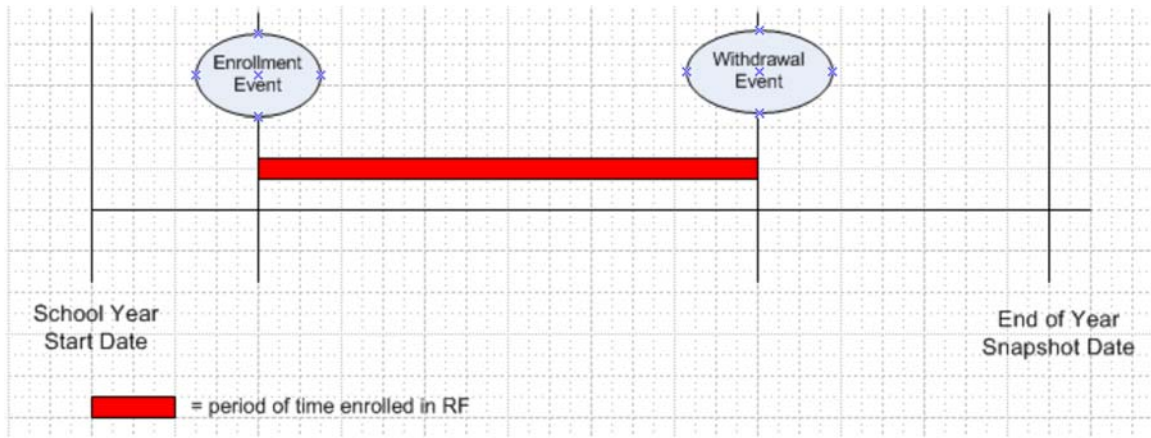 Enrollment
Event
Withdrawal
Event
School Year
Start Date
End of Year
Snapshot Date
= period of time enrolled in RF